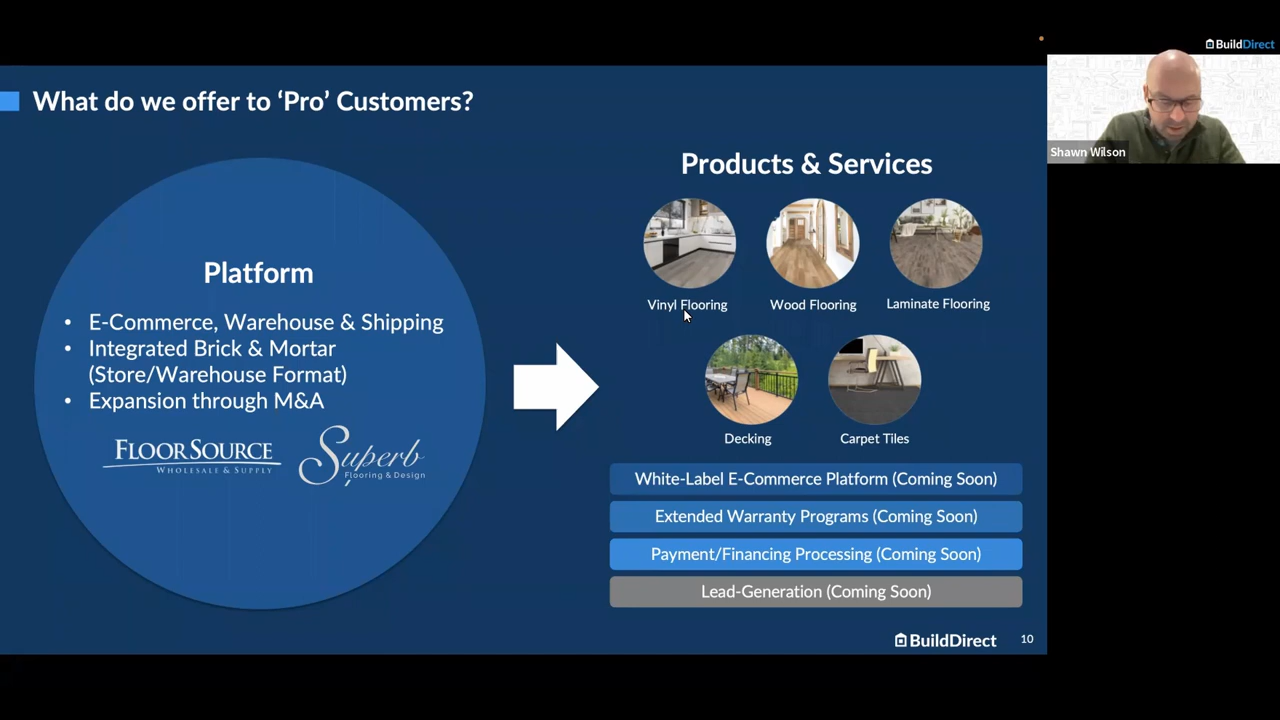 BuildDirect
What do we offer to ‘Pro’ Customers?
Shawn Wilson
Platform
• E-Commerce, Warehouse & Shipping
• Integrated Brick & Mortar
(Store/Warehouse Format)
• Expansion through M&A
FLOORSOURCE
WHOLESALE & SUPPLY
Superb
Flooring & Design
Products & Services
Vinyl Flooring
Wood Flooring
Laminate Flooring
Decking
Carpet Tiles
White-Label E-Commerce Platform (Coming Soon)
Extended Warranty Programs (Coming Soon)
Payment/Financing Processing (Coming Soon)
Lead-Generation (Coming Soon)
BuildDirect
10